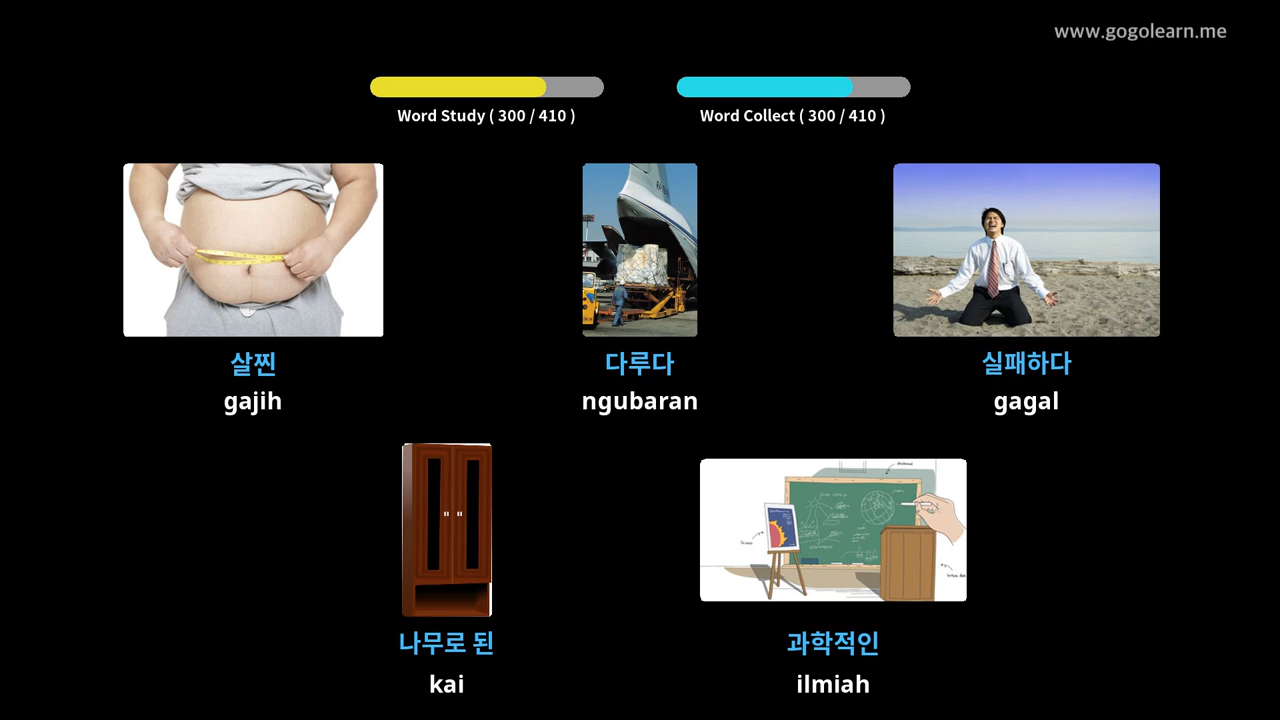 www.gogolearn.me
Word Study ( 300 / 410 )
Word Collect ( 300 / 410 )
살찐
gajih
다루다
ngubaran
실패하다
gagal
나무로 된
kai
과학적인
ilmiah